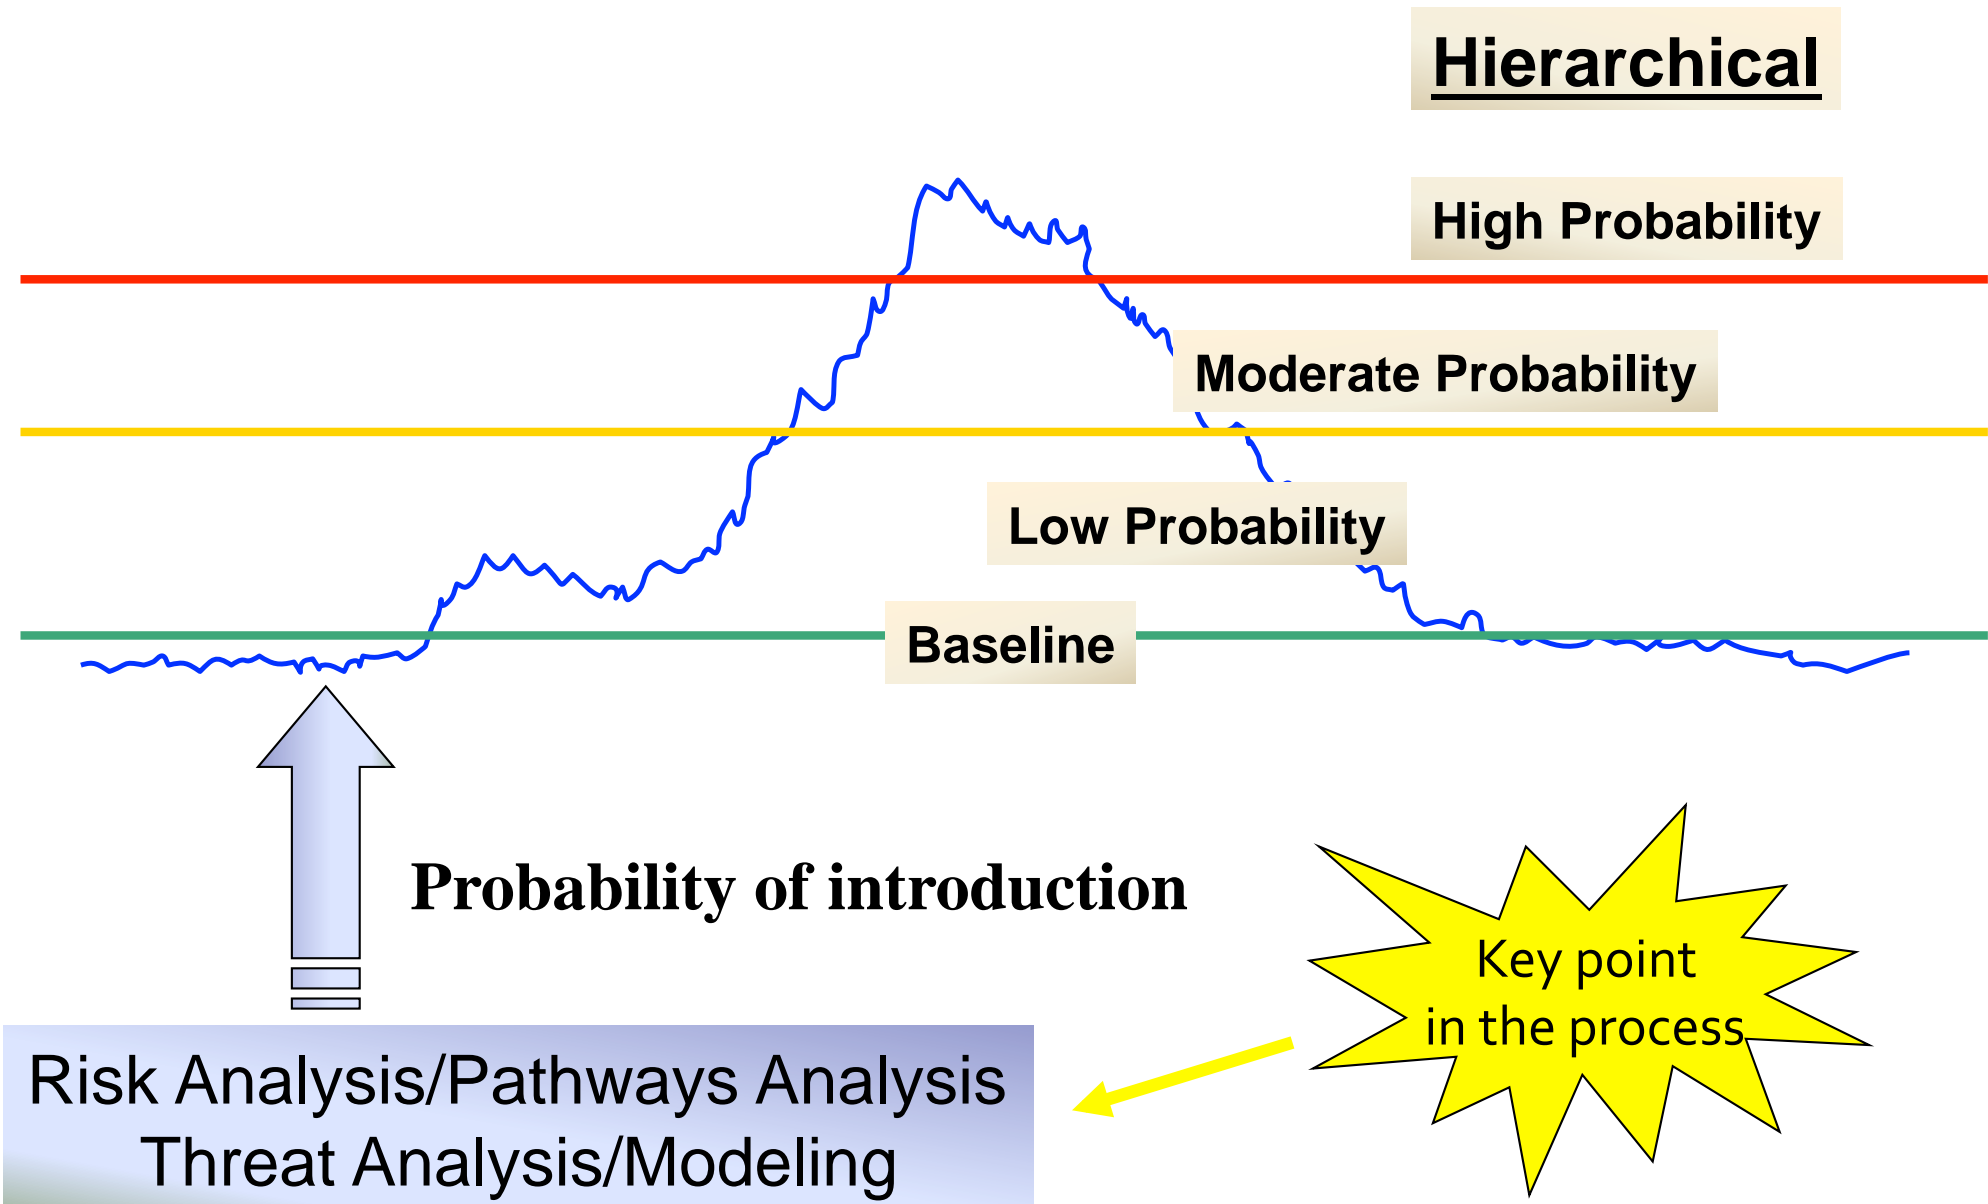 Hierarchical
High Probability
Moderate Probability
Low Probability
Baseline
Probability of introduction
Key point
in the process
Risk Analysis/Pathways Analysis
Threat Analysis/Modeling